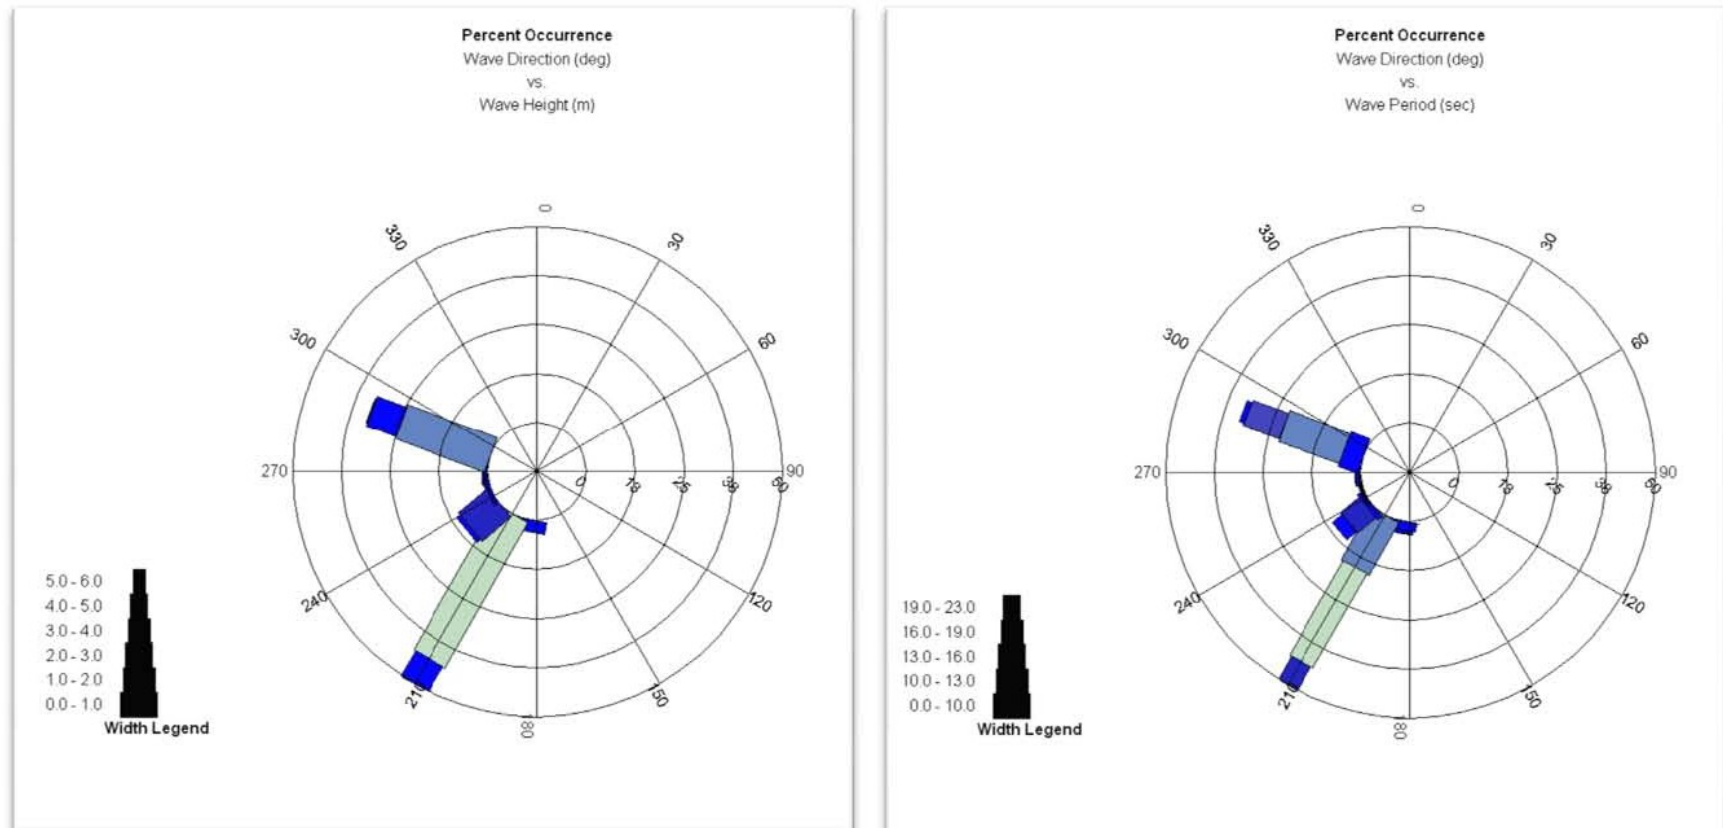 Percent Occurrence
Wave Direction (deg)
vs.
Wave Height (m)
0
30
60
90
120
150
180
210
240
270
300
330
0
13
25
38
50
5.0 - 6.0
4.0 - 5.0
3.0 - 4.0
2.0 - 3.0
1.0 - 2.0
0.0 - 1.0
Width Legend
Percent Occurrence
Wave Direction (deg)
vs.
Wave Period (sec)
0
30
60
90
120
150
180
210
240
270
300
330
0
13
25
38
50
19.0 - 23.0
16.0 - 19.0
13.0 - 16.0
10.0 - 13.0
0.0 - 10.0
Width Legend